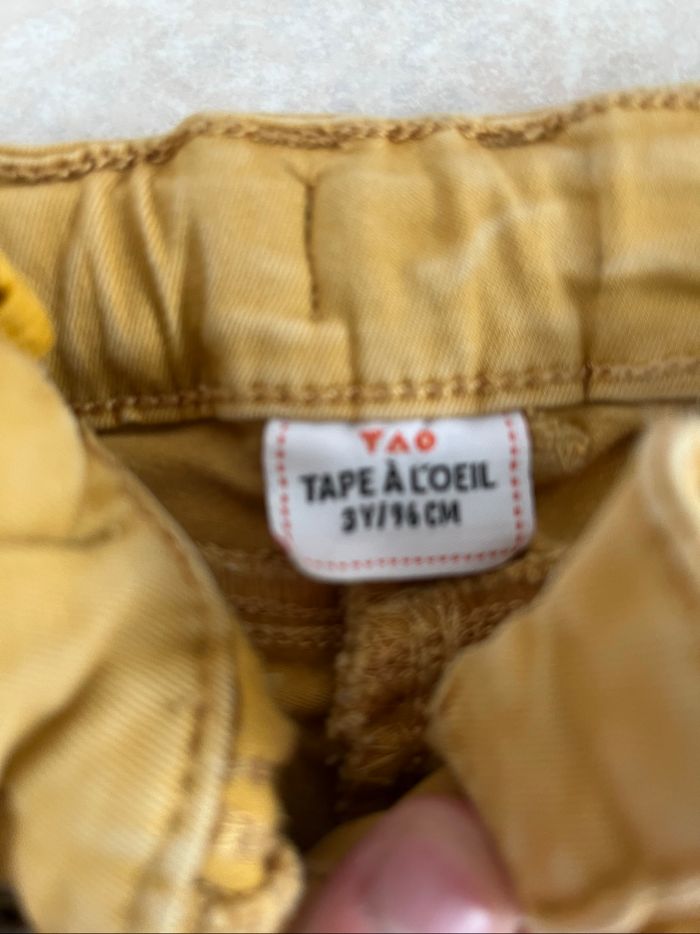 TAO
TAPE À L'OEIL
3Y/96CM